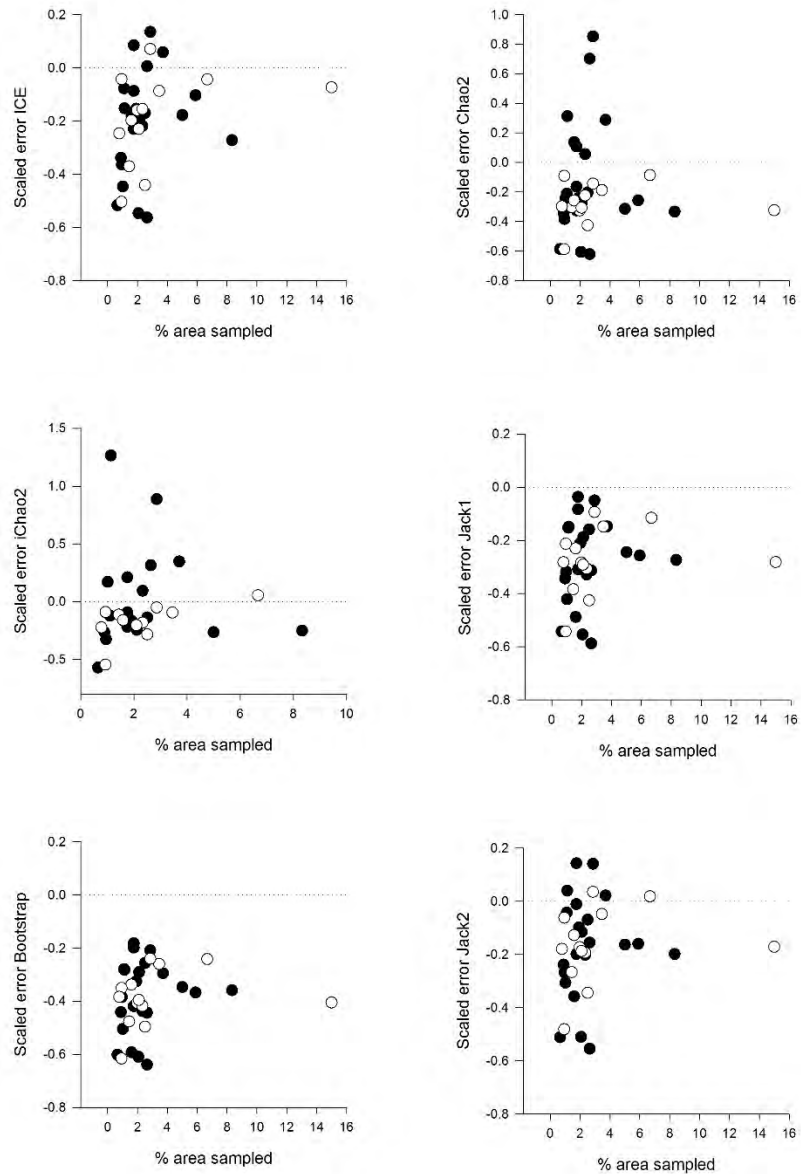 Scaled error ICE
0.2
0.0
-0.2
-0.4
-0.6
-0.8
0 2 4 6 8 10 12 14 16
% area sampled
Scaled error Chao2
1.0
0.8
0.6
0.4
0.2
0.0
-0.2
-0.4
-0.6
-0.8
0 2 4 6 8 10 12 14 16
% area sampled
Scaled error iChao2
1.5
1.0
0.5
0.0
-0.5
0 2 4 6 8 10
% area sampled
Scaled error Jack1
0.2
0.0
-0.2
-0.4
-0.6
-0.8
0 2 4 6 8 10 12 14 16
% area sampled
Scaled error Bootstrap
0.2
0.0
-0.2
-0.4
-0.6
-0.8
0 2 4 6 8 10 12 14 16
% area sampled
Scaled error Jack2
0.2
0.0
-0.2
-0.4
-0.6
-0.8
0 2 4 6 8 10 12 14 16
% area sampled